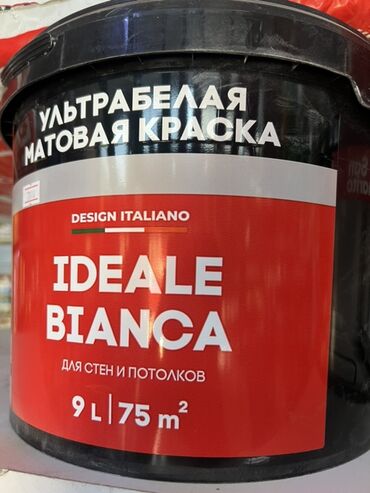 УЛЬТРАБЕЛАЯ
МАТОВАЯ КРАСКА
DESIGN ITALIANO
IDEALE
BIANCA
ДЛЯ СТЕН И ПОТОЛКОВ
9 L | 75 m²